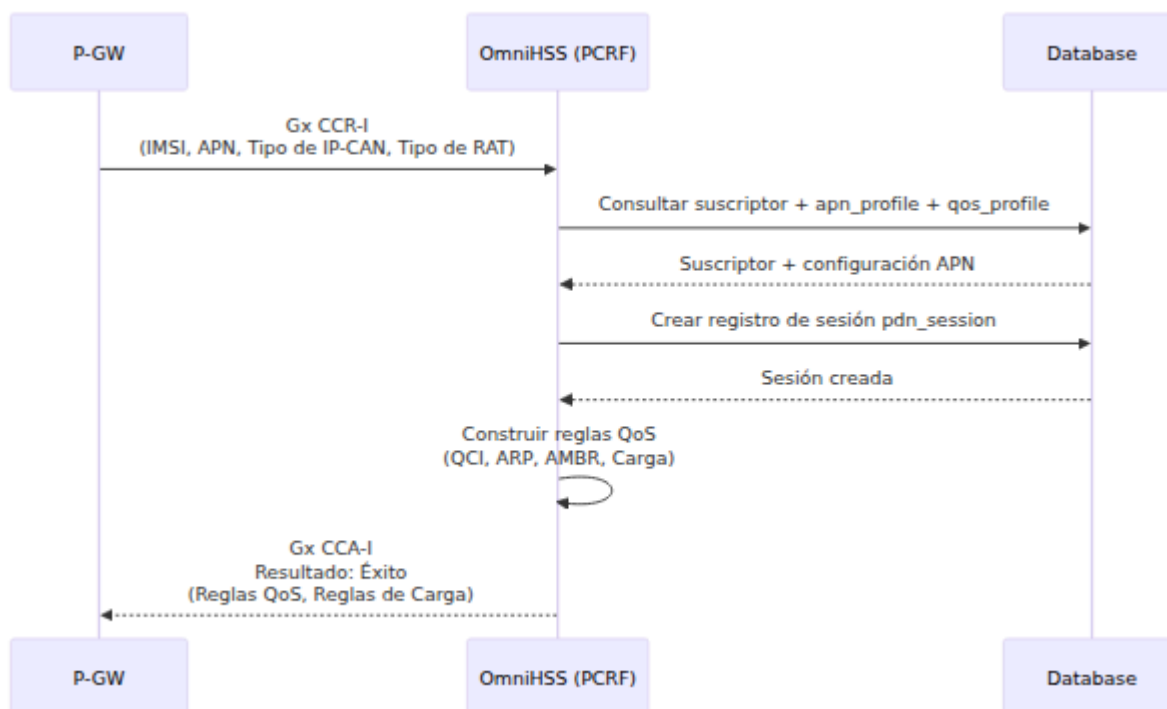 P-GW
OmniHSS (PCRF)
Database
Gx CCR-I
(IMSI, APN, Tipo de IP-CAN, Tipo de RAT)
Consultar suscriptor + apn_profile + qos_profile
Suscriptor + configuración APN
Crear registro de sesión pdn_session
Sesión creada
Construir reglas QoS
(QCI, ARP, AMBR, Carga)
Gx CCA-I
Resultado: Éxito
(Reglas QoS, Reglas de Carga)
P-GW
OmniHSS (PCRF)
Database